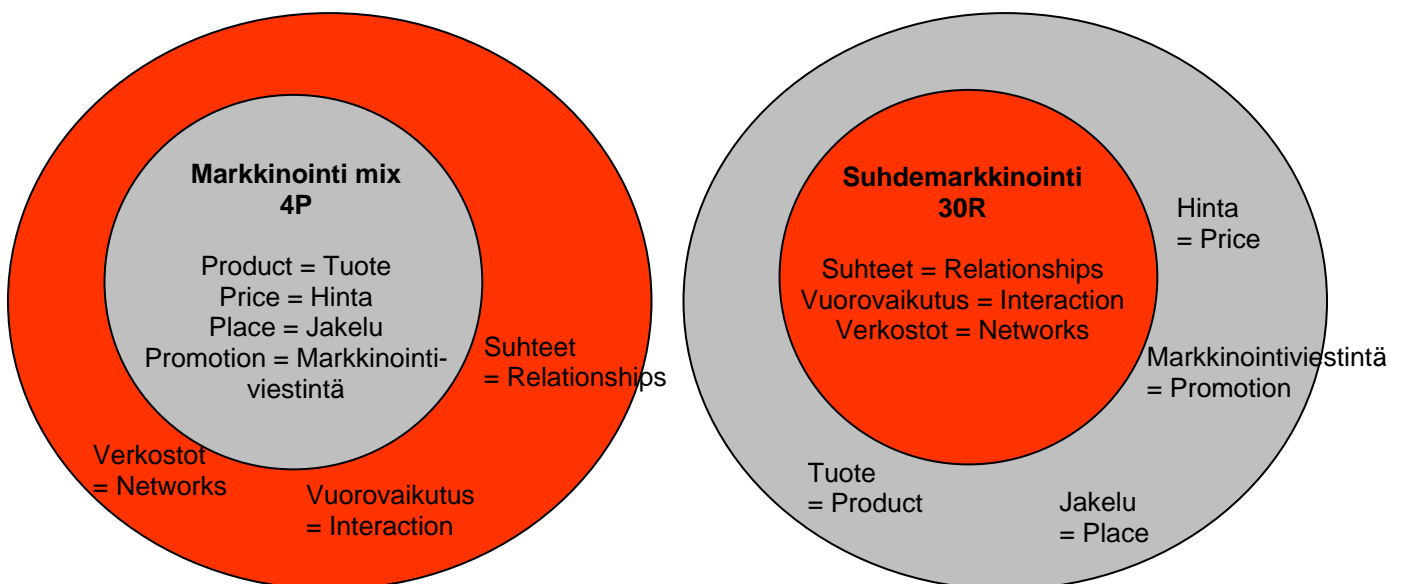 Markkinointi mix
4P
Product = Tuote
Price = Hinta
Place = Jakelu
Promotion = Markkinointi-
viestintä
Suhteet
= Relationships
Verkostot
= Networks
Vuorovaikutus
= Interaction
Suhdemarkkinointi
30R
Suhteet = Relationships
Vuorovaikutus = Interaction
Verkostot = Networks
Hinta
= Price
Markkinointiviestintä
= Promotion
Tuote
= Product
Jakelu
= Place